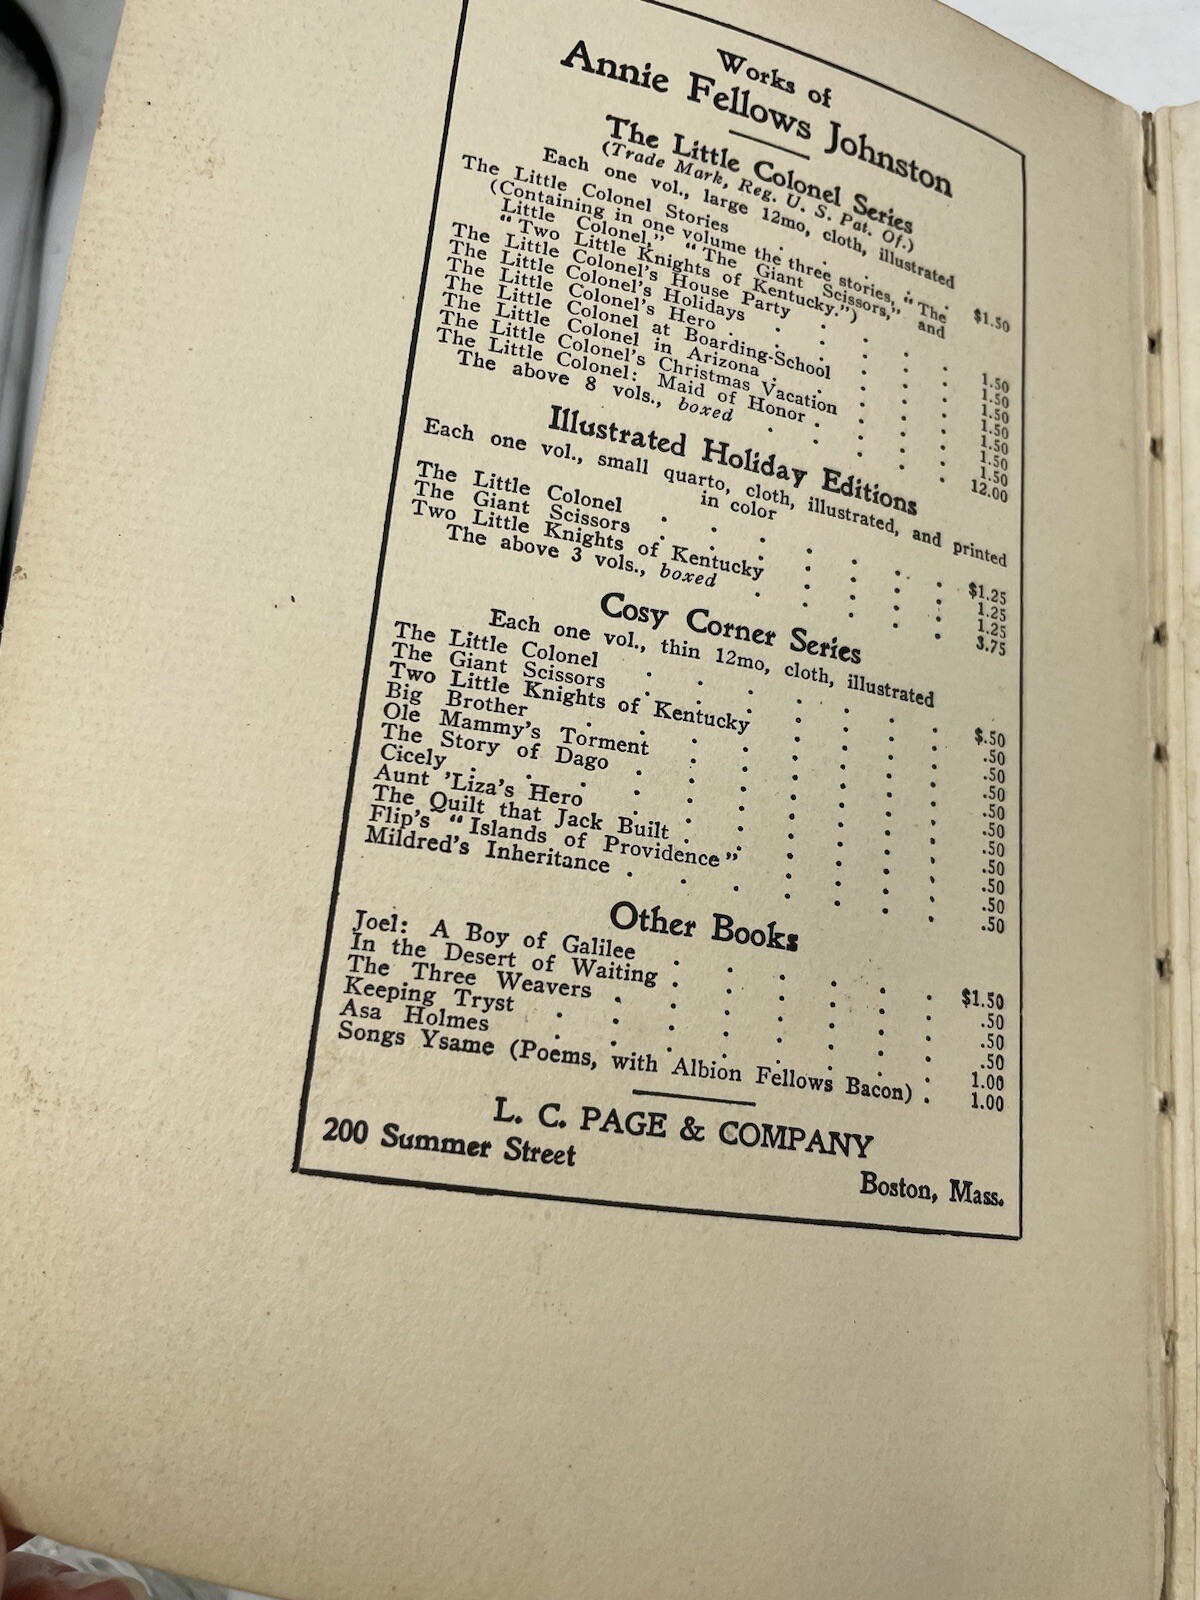 Works of
Annie Fellows Johnston
The Little Colonel Series
(Trade Mark, Reg. U. S. Pat. Of.)
Each one vol., large 12mo, cloth, illustrated
The Little Colonel Stories . . . . $1.50
(Containing in one volume the three stories, "The
Little Colonel," "The Giant Scissors," and
"Two Little Knights of Kentucky.")
The Little Colonel's House Party . . . . 1.50
The Little Colonel's Holidays . . . . . 1.50
The Little Colonel's Hero . . . . . . 1.50
The Little Colonel at Boarding-School . . . 1.50
The Little Colonel in Arizona . . . . . 1.50
The Little Colonel's Christmas Vacation . . . 1.50
The Little Colonel: Maid of Honor . . . . 1.50
The above 8 vols., boxed . . . . . 12.00
Illustrated Holiday Editions
Each one vol., small quarto, cloth, illustrated, and printed
in color
The Little Colonel . . . . . . $1.25
The Giant Scissors . . . . . . 1.25
Two Little Knights of Kentucky . . . . 1.25
The above 3 vols., boxed . . . . . 3.75
Cosy Corner Series
Each one vol., thin 12mo, cloth, illustrated
The Little Colonel . . . . . . $.50
The Giant Scissors . . . . . . .50
Two Little Knights of Kentucky . . . . .50
Big Brother . . . . . . . .50
Ole Mammy's Torment . . . . . . .50
The Story of Dago . . . . . . .50
Cicely . . . . . . . . .50
Aunt 'Liza's Hero . . . . . . .50
The Quilt that Jack Built . . . . . .50
Flip's "Islands of Providence" . . . . .50
Mildred's Inheritance . . . . . . .50
Other Books
Joel: A Boy of Galilee . . . . . . $1.50
In the Desert of Waiting . . . . . . .50
The Three Weavers . . . . . . . .50
Keeping Tryst . . . . . . . .50
Asa Holmes . . . . . . . . 1.00
Songs Ysame (Poems, with Albion Fellows Bacon) . 1.00
L. C. PAGE & COMPANY
200 Summer Street
Boston, Mass.